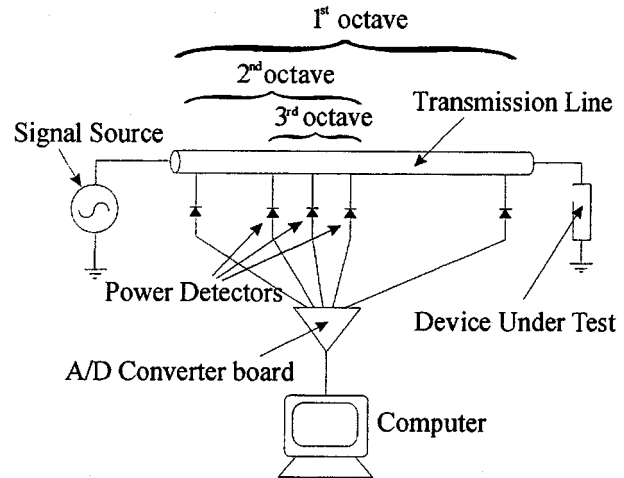 1st octave
2nd octave
3rd octave
Transmission Line
Signal Source
Power Detectors
Device Under Test
A/D Converter board
Computer